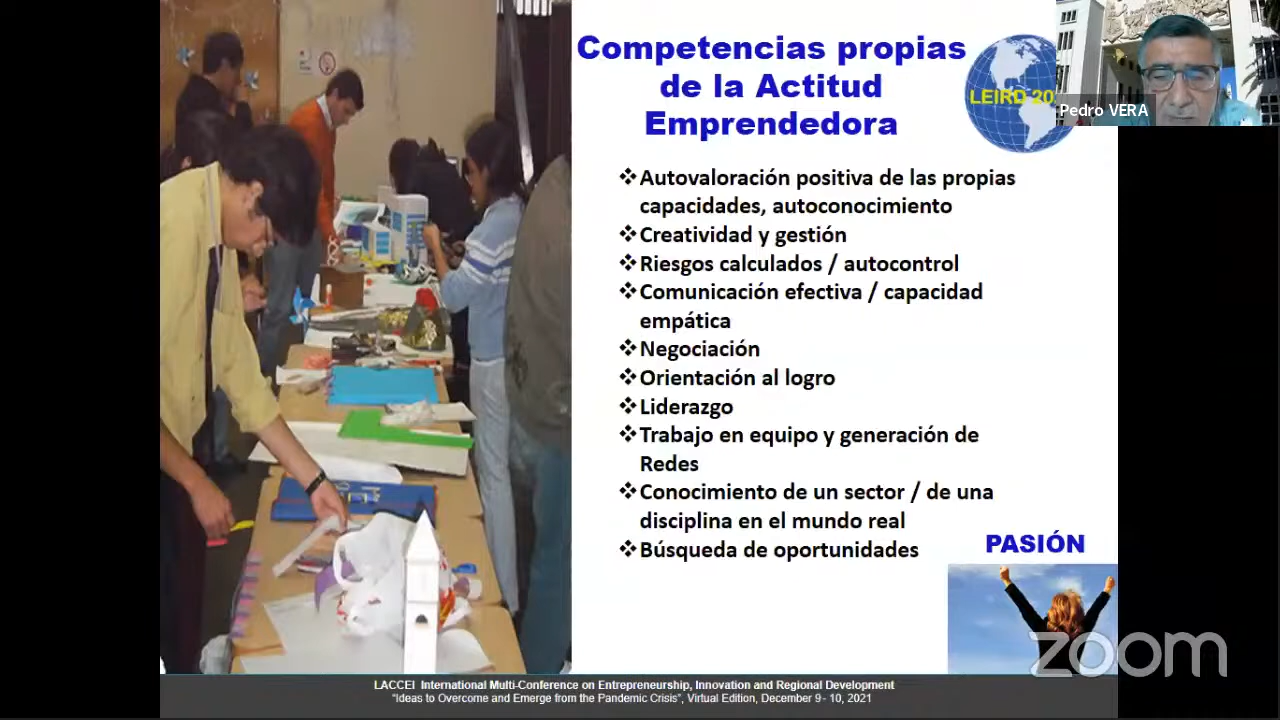 Competencias propias
de la Actitud
Emprendedora
LEIRD 20
Pedro VERA
❖Autovaloración positiva de las propias
capacidades, autoconocimiento
❖Creatividad y gestión
❖Riesgos calculados / autocontrol
❖Comunicación efectiva / capacidad
empática
❖Negociación
❖Orientación al logro
❖Liderazgo
❖Trabajo en equipo y generación de
Redes
❖Conocimiento de un sector / de una
disciplina en el mundo real
❖Búsqueda de oportunidades
PASIÓN
zoom
LACCEI International Multi-Conference on Entrepreneurship, Innovation and Regional Development
"Ideas to Overcome and Emerge from the Pandemic Crisis", Virtual Edition, December 9- 10, 2021